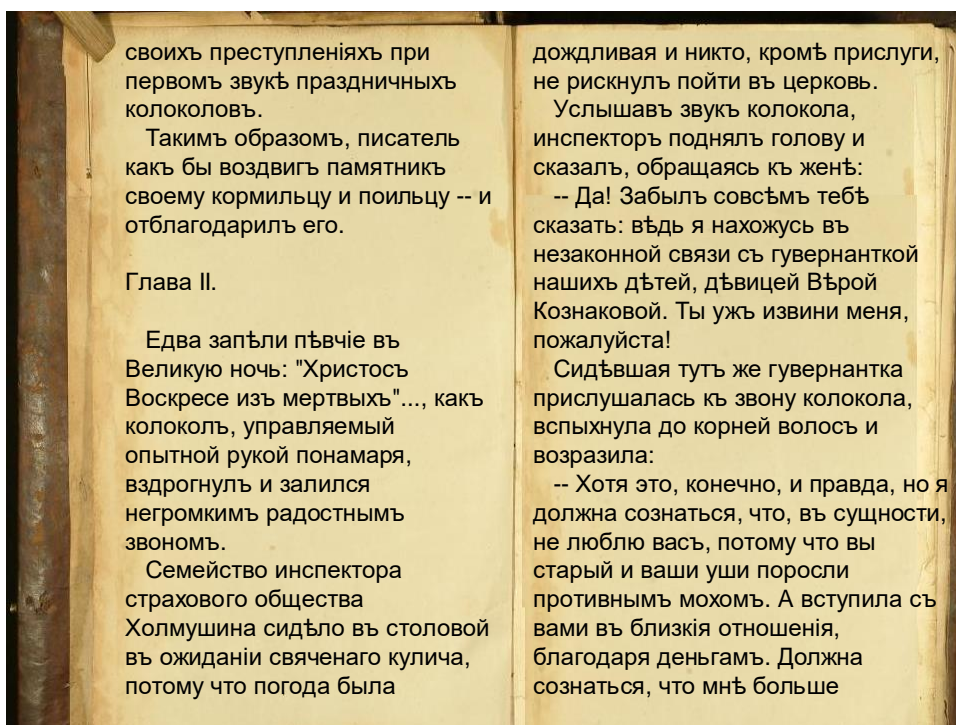 своихъ преступленіяхъ при
первомъ звукѣ праздничныхъ
колоколовъ.
Такимъ образомъ, писатель
какъ бы воздвигъ памятникъ
своему кормильцу и поильцу -- и
отблагодарилъ его.
Глава II.
Едва запѣли пѣвчіе въ
Великую ночь: "Христосъ
Воскресе изъ мертвыхъ"..., какъ
колоколъ, управляемый
опытной рукой понамаря,
вздрогнулъ и залился
негромкимъ радостнымъ
звономъ.
Семейство инспектора
страхового общества
Холмушина сидѣло въ столовой
въ ожиданіи свяченаго кулича,
потому что погода была
дождливая и никто, кромѣ прислуги,
не рискнулъ пойти въ церковь.
Услышавъ звукъ колокола,
инспекторъ поднялъ голову и
сказалъ, обращаясь къ женѣ:
-- Да! Забылъ совсѣмъ тебѣ
сказать: вѣдь я нахожусь въ
незаконной связи съ гувернанткой
нашихъ дѣтей, дѣвицей Вѣрой
Кознаковой. Ты ужъ извини меня,
пожалуйста!
Сидѣвшая тутъ же гувернантка
прислушалась къ звону колокола,
вспыхнула до корней волосъ и
возразила:
-- Хотя это, конечно, и правда, но я
должна сознаться, что, въ сущности,
не люблю васъ, потому что вы
старый и ваши уши поросли
противнымъ мохомъ. А вступила съ
вами въ близкія отношенія,
благодаря деньгамъ. Должна
сознаться, что мнѣ больше